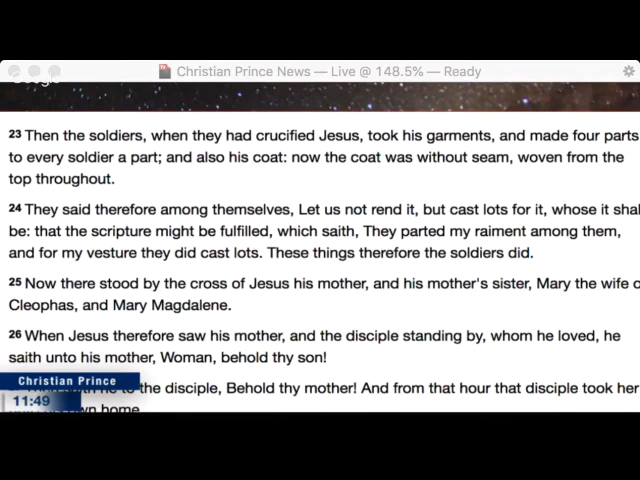 Christian Prince News — Live @ 148.5% — Ready
23 Then the soldiers, when they had crucified Jesus, took his garments, and made four parts
to every soldier a part; and also his coat: now the coat was without seam, woven from the
top throughout.
24 They said therefore among themselves, Let us not rend it, but cast lots for it, whose it shal
be: that the scripture might be fulfilled, which saith, They parted my raiment among them,
and for my vesture they did cast lots. These things therefore the soldiers did.
25 Now there stood by the cross of Jesus his mother, and his mother's sister, Mary the wife o
Cleophas, and Mary Magdalene.
26 When Jesus therefore saw his mother, and the disciple standing by, whom he loved, he
saith unto his mother, Woman, behold thy son!
Christian Prince
he to the disciple, Behold thy mother! And from that hour that disciple took her
11:49
home